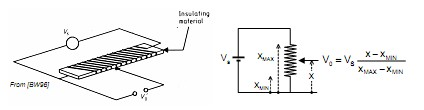 Insulating
material
Vs
V0
From [BW96]
Vs
XMAX
XMIN
X
V0 = VS X − XMIN / XMAX − XMIN